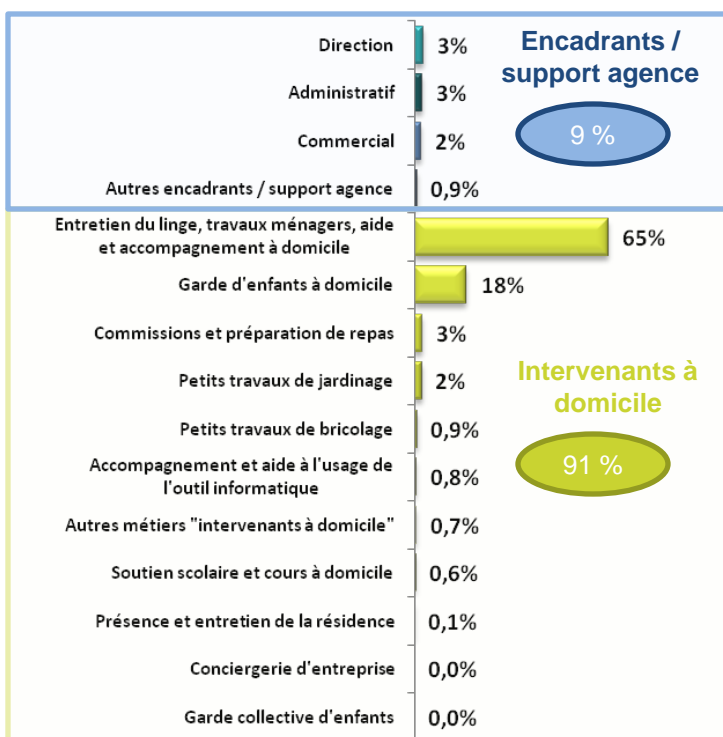 Direction 3%
Administratif 3%
Commercial 2%
Autres encadrants / support agence 0,9%
Encadrants /
support agence
9 %
Entretien du linge, travaux ménagers, aide
et accompagnement à domicile 65%
Garde d'enfants à domicile 18%
Commissions et préparation de repas 3%
Petits travaux de jardinage 2%
Petits travaux de bricolage 0,9%
Accompagnement et aide à l'usage de
l'outil informatique 0,8%
Autres métiers "intervenants à domicile" 0,7%
Soutien scolaire et cours à domicile 0,6%
Présence et entretien de la résidence 0,1%
Conciergerie d'entreprise 0,0%
Garde collective d'enfants 0,0%
Intervenants à
domicile
91 %